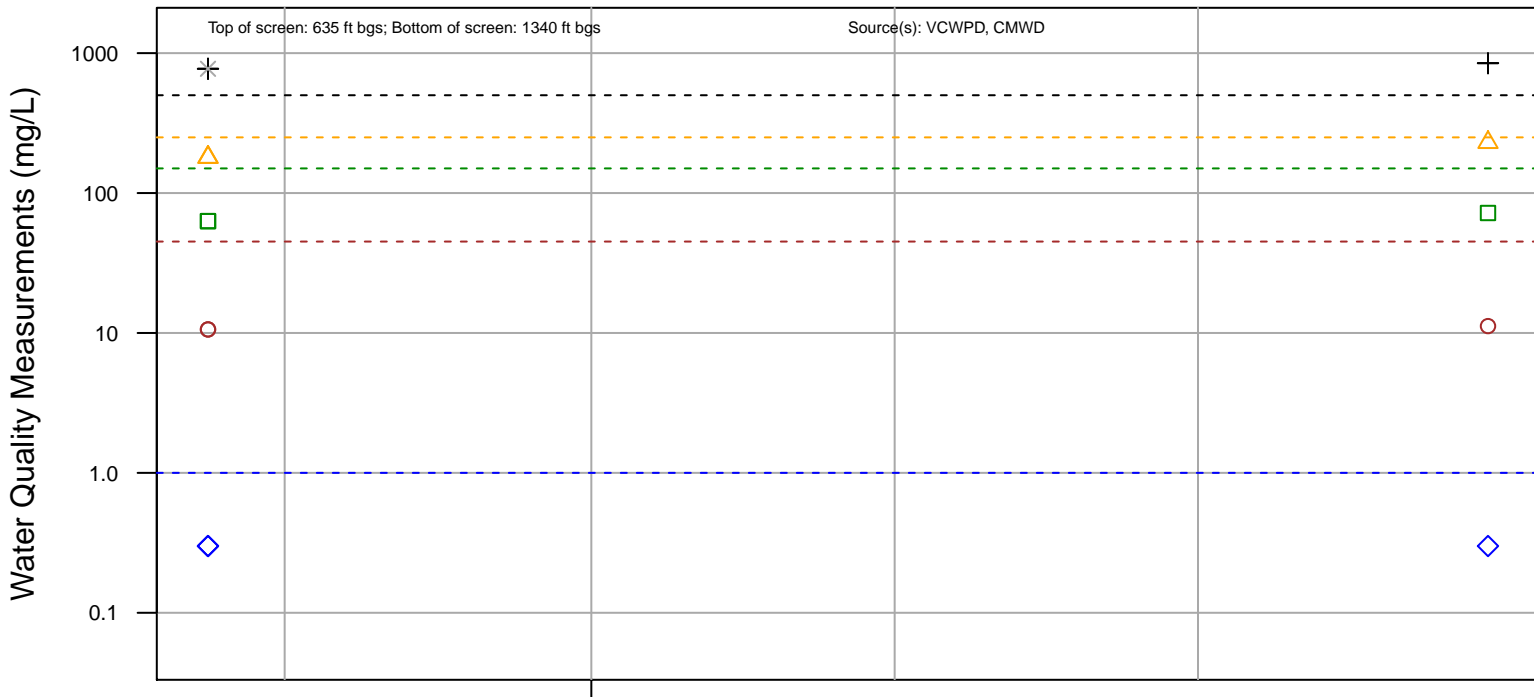 Top of screen: 635 ft bgs; Bottom of screen: 1340 ft bgs
Source(s): VCWPD, CMWD
Water Quality Measurements (mg/L)
1000
100
10
1.0
0.1